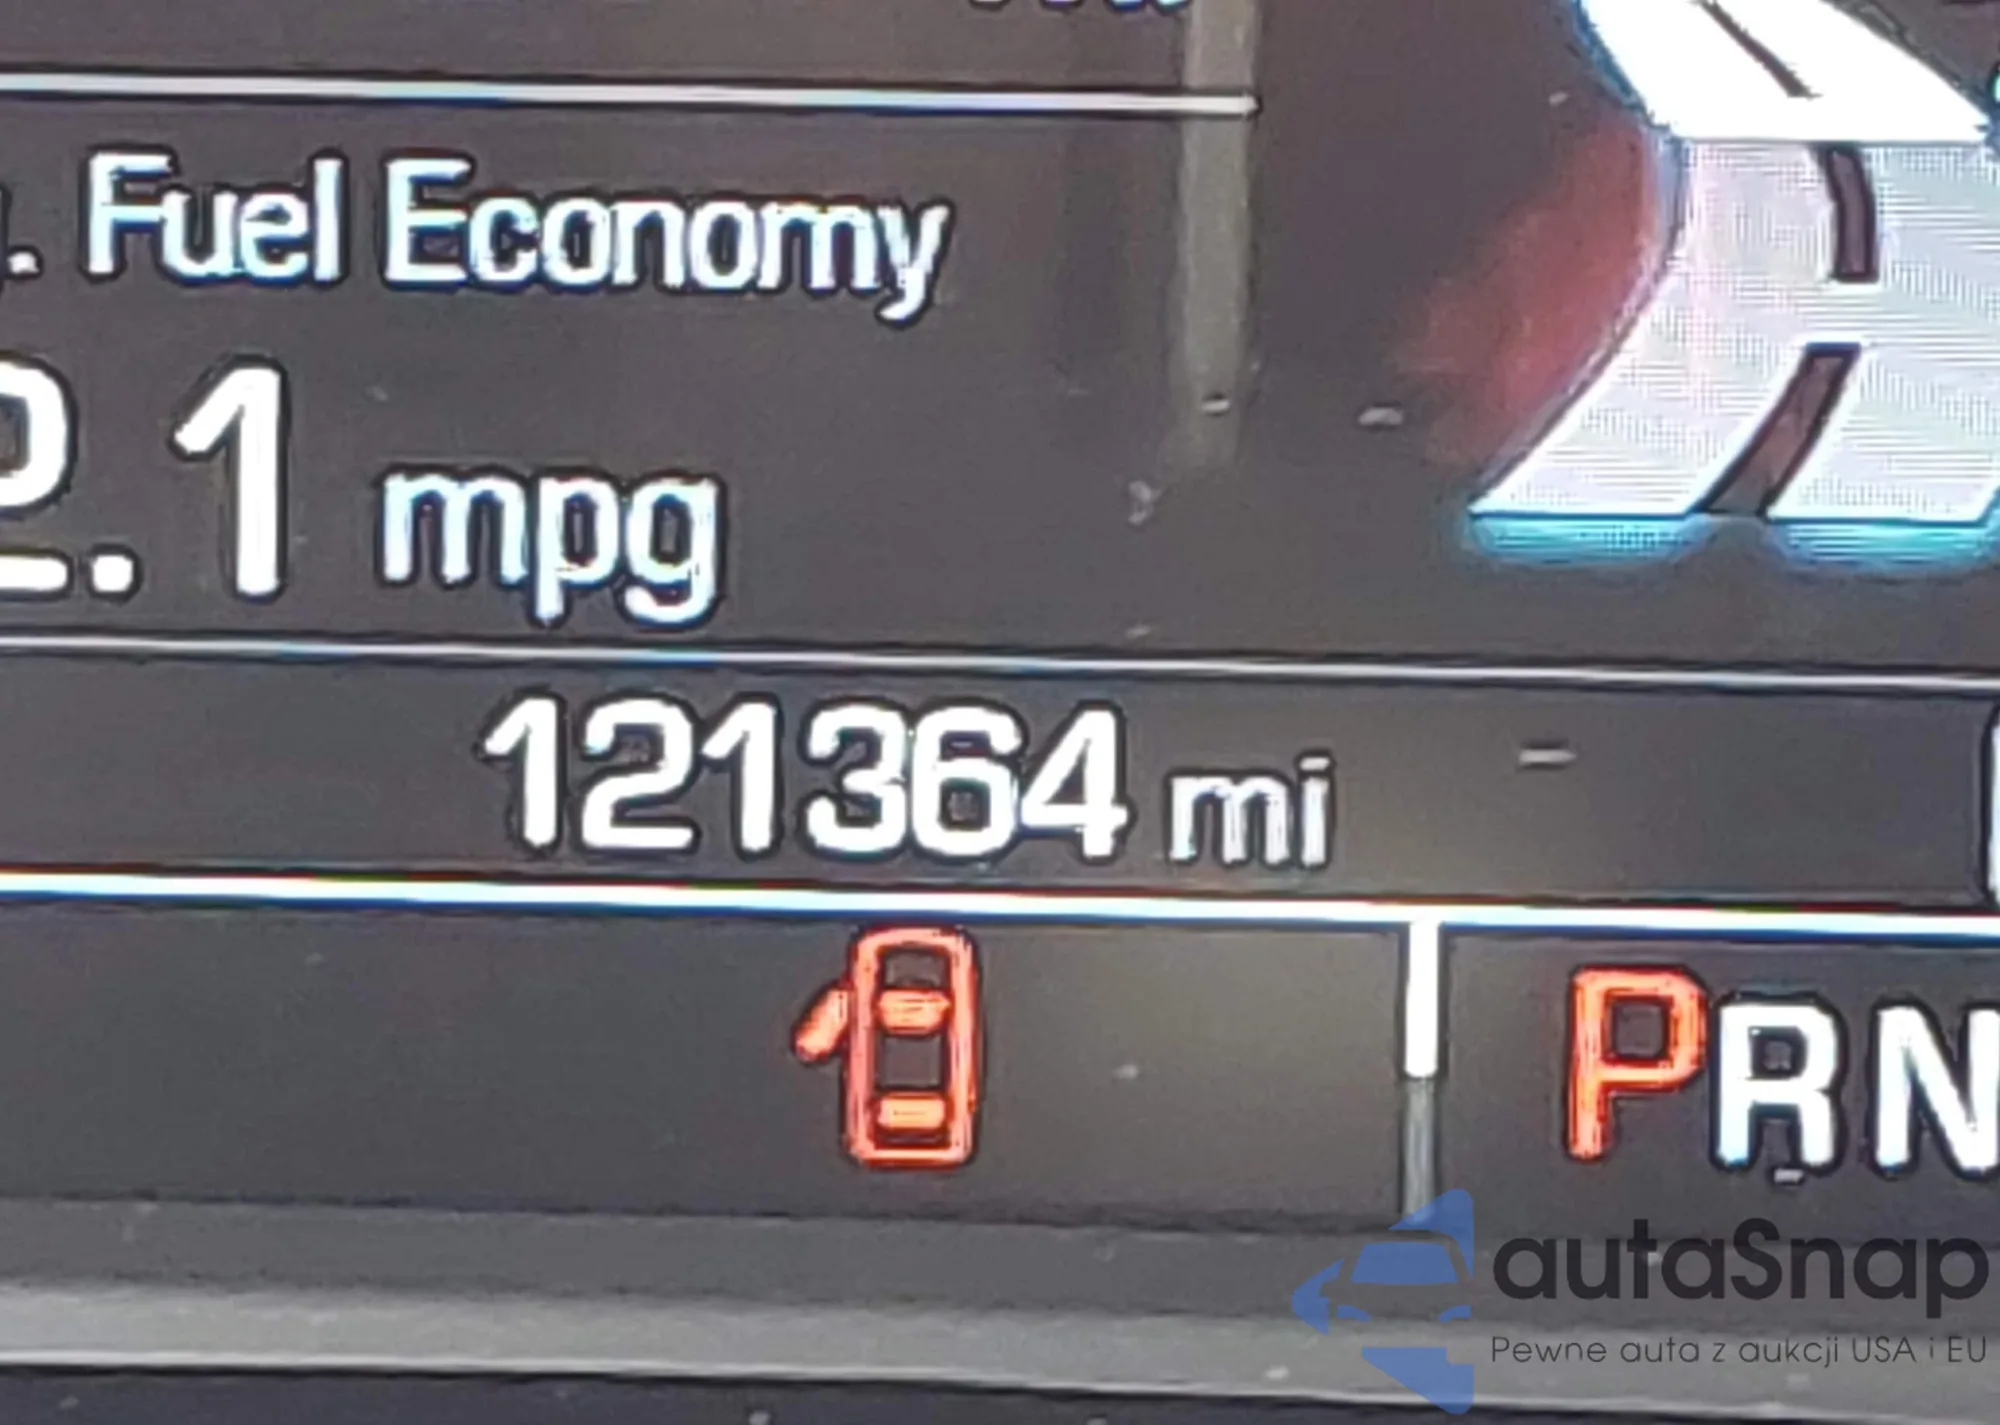 . Fuel Economy
2.1 mpg
121364 mi
PRN
autaSnap
Pewne auta z aukcji USA i EU